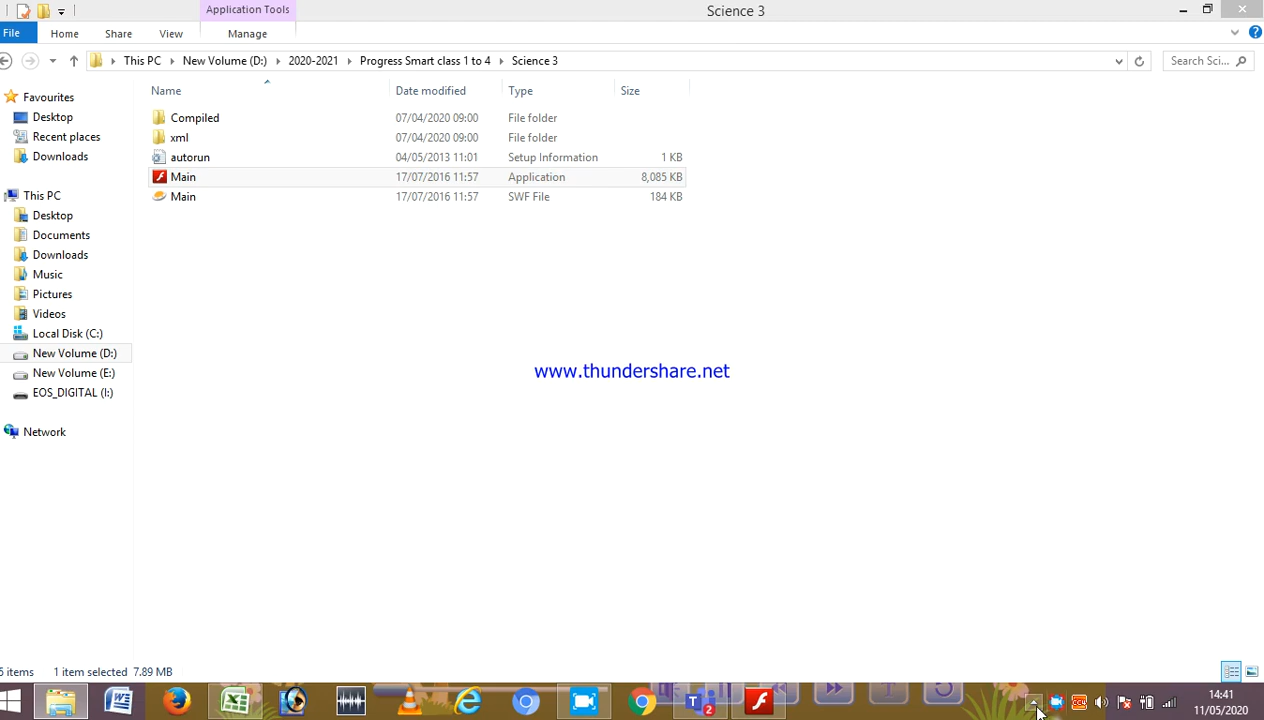 Application Tools
Science 3
File Home Share View Manage
This PC New Volume (D:) 2020-2021 Progress Smart class 1 to 4 Science 3
Search Sci...
Name Date modified Type Size
Favourites
Desktop
Recent places
Downloads
This PC
Desktop
Documents
Downloads
Music
Pictures
Videos
Local Disk (C:)
New Volume (D:)
New Volume (E:)
EOS_DIGITAL (I:)
Network
Compiled 07/04/2020 09:00 File folder
xml 07/04/2020 09:00 File folder
autorun 04/05/2013 11:01 Setup Information 1 KB
Main 17/07/2016 11:57 Application 8,085 KB
Main 17/07/2016 11:57 SWF File 184 KB
www.thundershare.net
items 1 item selected 7.89 MB
2
14:41
11/05/2020